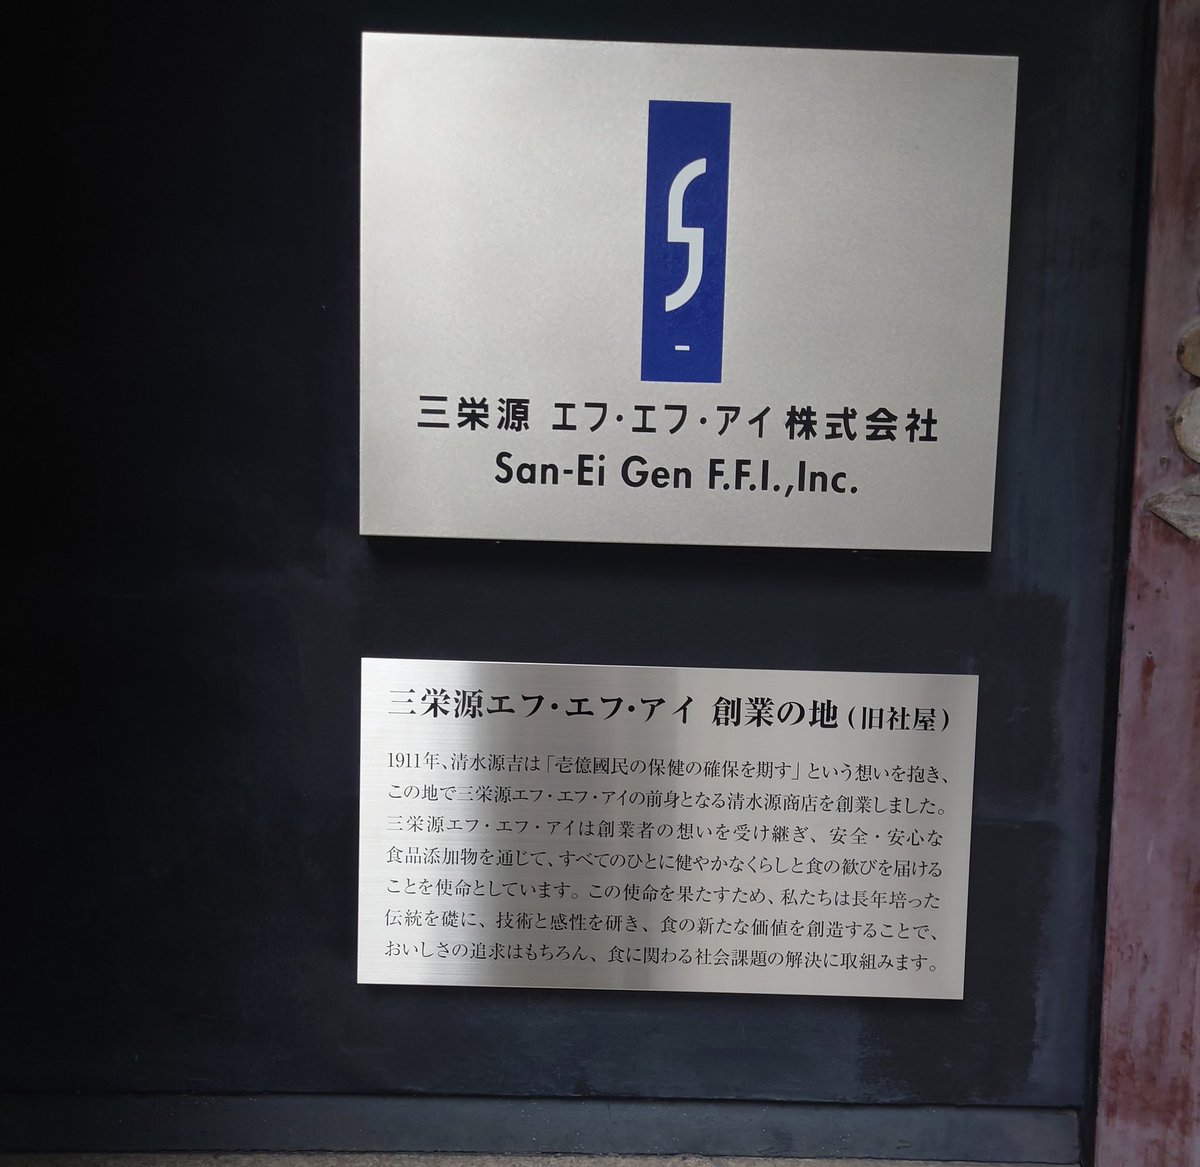 三栄源 エフ・エフ・アイ 株式会社
San-Ei Gen F.F.I.,Inc.
三栄源エフ・エフ・アイ 創業の地 (旧社屋)
1911年、清水源吉は「壱億國民の保健の確保を期す」という想いを抱き、
この地で三栄源エフ・エフ・アイの前身となる清水源商店を創業しました。
三栄源エフ・エフ・アイは創業者の想いを受け継ぎ、安全・安心な
食品添加物を通じて、すべてのひとに健やかなくらしと食の歓びを届ける
ことを使命としています。この使命を果たすため、私たちは長年培った
伝統を礎に、技術と感性を研き、食の新たな価値を創造することで、
おいしさの追求はもちろん、食に関わる社会課題の解決に取組みます。